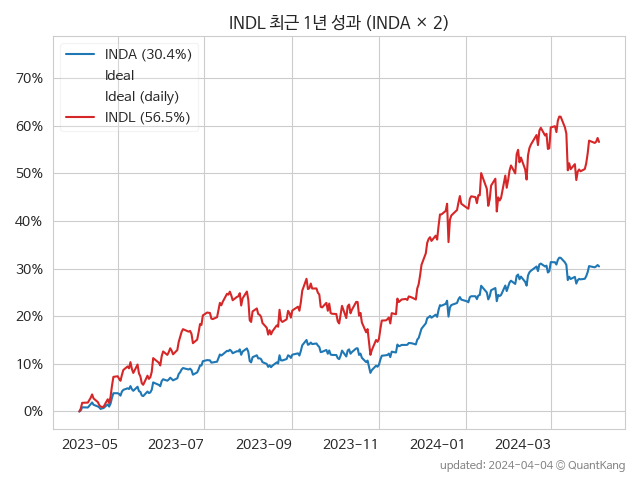 INDL 최근 1년 성과 (INDA × 2)
INDA (30.4%)
Ideal
Ideal (daily)
INDL (56.5%)
70%
60%
50%
40%
30%
20%
10%
0%
2023-05 2023-07 2023-09 2023-11 2024-01 2024-03
updated: 2024-04-04 © QuantKang